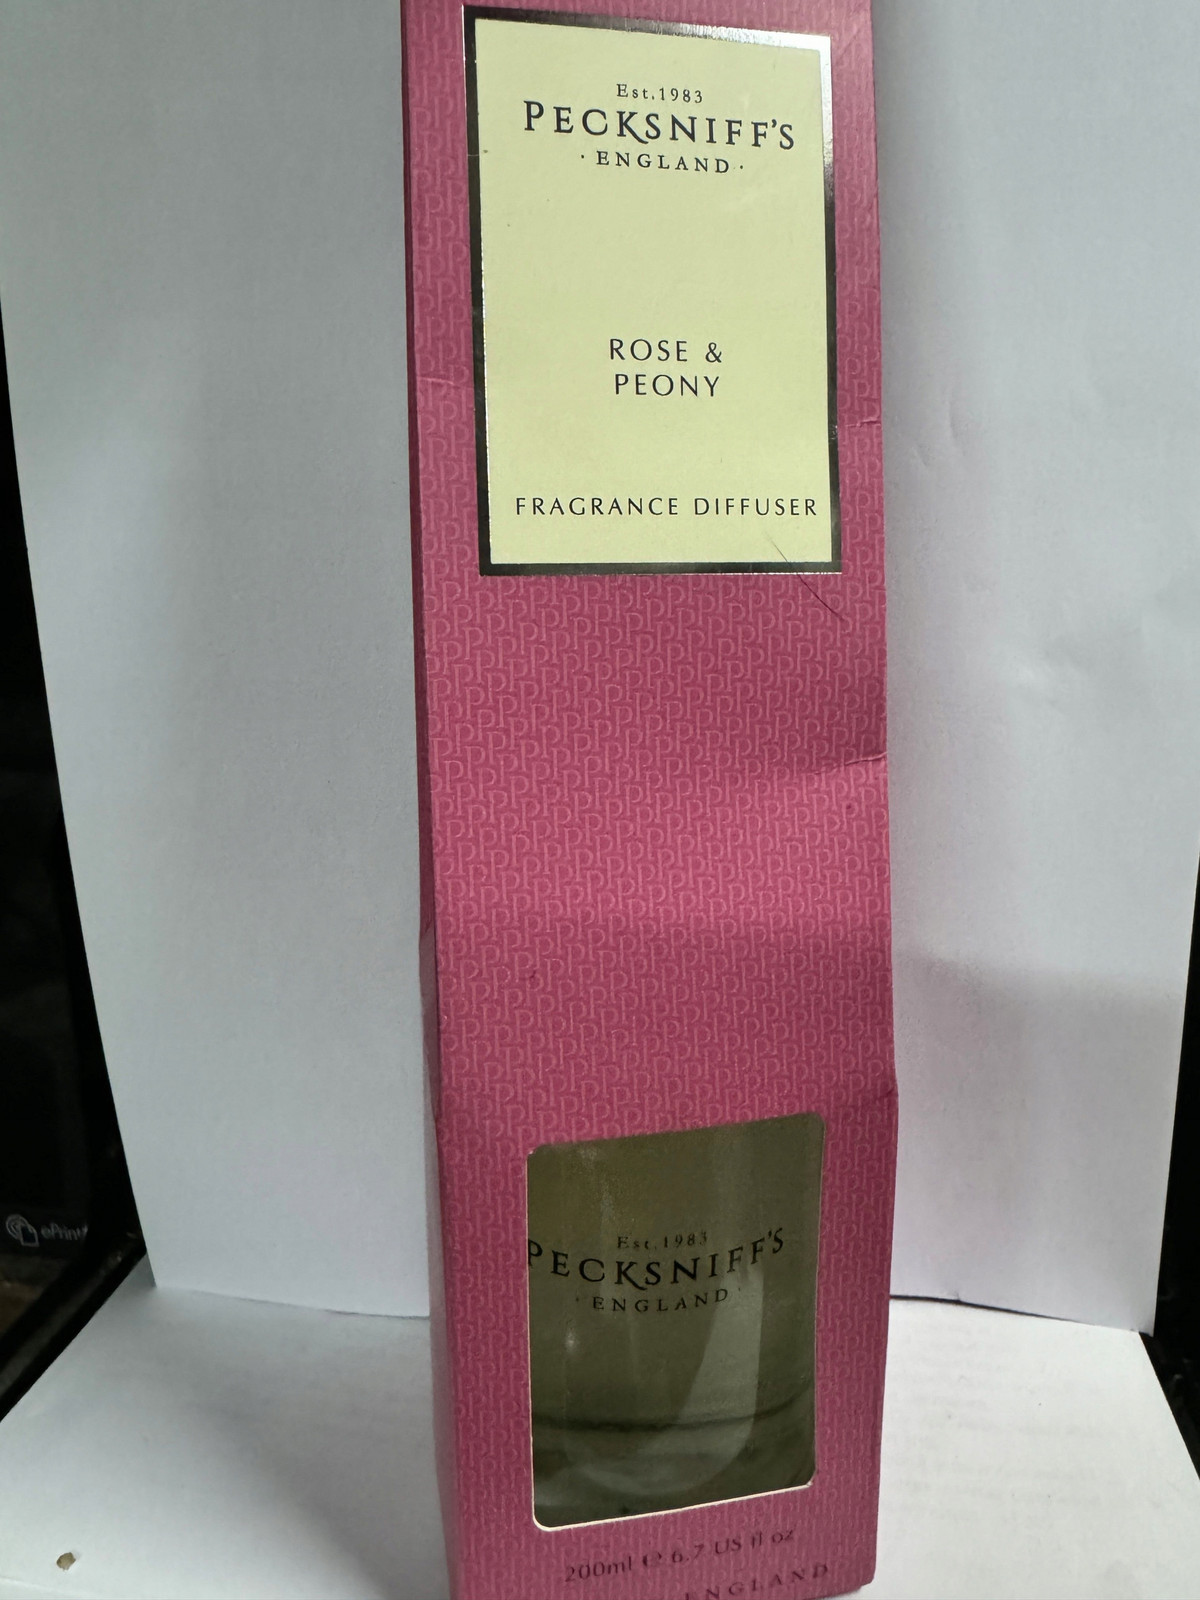 Est.1983
PECKSNIFF'S
· ENGLAND ·
ROSE &
PEONY
FRAGRANCE DIFFUSER
ePrint
Est.1983
PECKSNIFF'S
· ENGLAND ·
200ml ℮ 6.7 US fl oz
ENGLAND